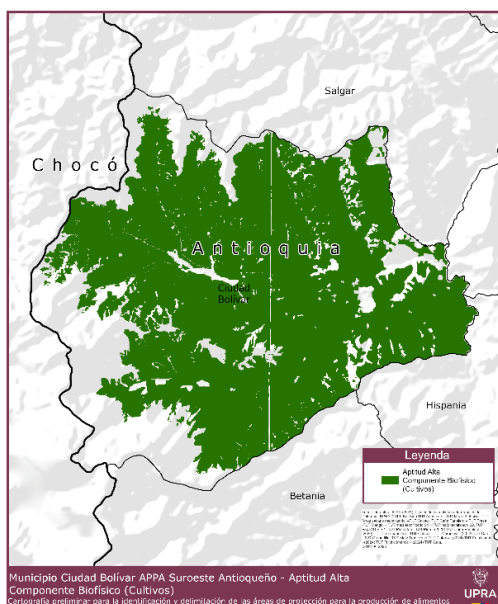 Salgar
Chocó
Antioquia
Ciudad
Bolívar
Hispania
Betania
Leyenda
Aptitud Alta
Componente Biofísico
(Cultivos)
Municipio Ciudad Bolívar APPA Suroeste Antioqueño - Aptitud Alta
Componente Biofísico (Cultivos)
Cartografía preliminar para la identificación y delimitación de las áreas de protección para la producción de alimentos
UPRA